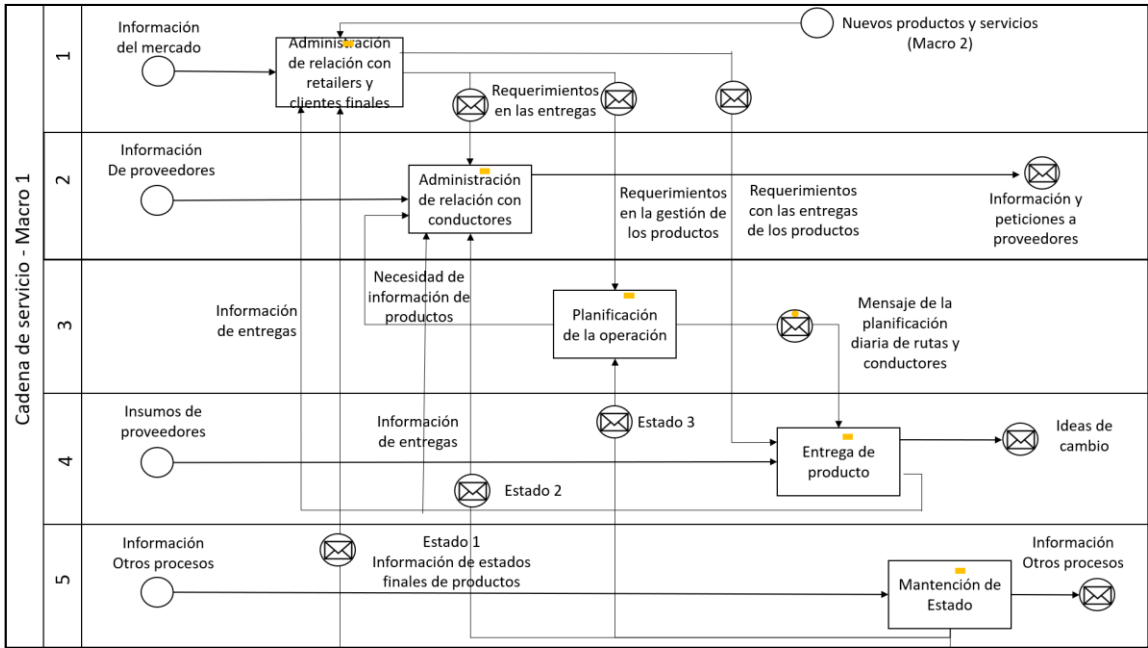 Cadena de servicio - Macro 1
1
Información
del mercado
Administración
de relación con
retailers y
clientes finales
Nuevos productos y servicios
(Macro 2)
Requerimientos
en las entregas
2
Información
De proveedores
Administración
de relación con
conductores
Requerimientos
en la gestión de
los productos
Requerimientos
con las entregas
de los productos
Información y
peticiones a
proveedores
3
Información
de entregas
Necesidad de
información de
productos
Planificación
de la operación
Mensaje de la
planificación
diaria de rutas y
conductores
4
Insumos de
proveedores
Información
de entregas
Estado 3
Estado 2
Entrega de
producto
Ideas de
cambio
5
Información
Otros procesos
Estado 1
Información de estados
finales de productos
Mantención de
Estado
Información
Otros procesos